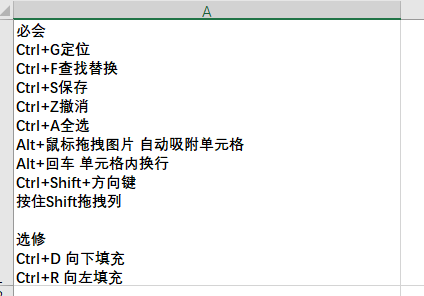 A
必会
Ctrl+G定位
Ctrl+F查找替换
Ctrl+S保存
Ctrl+Z撤消
Ctrl+A全选
Alt+鼠标拖拽图片 自动吸附单元格
Alt+回车 单元格内换行
Ctrl+Shift+方向键
按住Shift拖拽列

选修
Ctrl+D 向下填充
Ctrl+R 向左填充